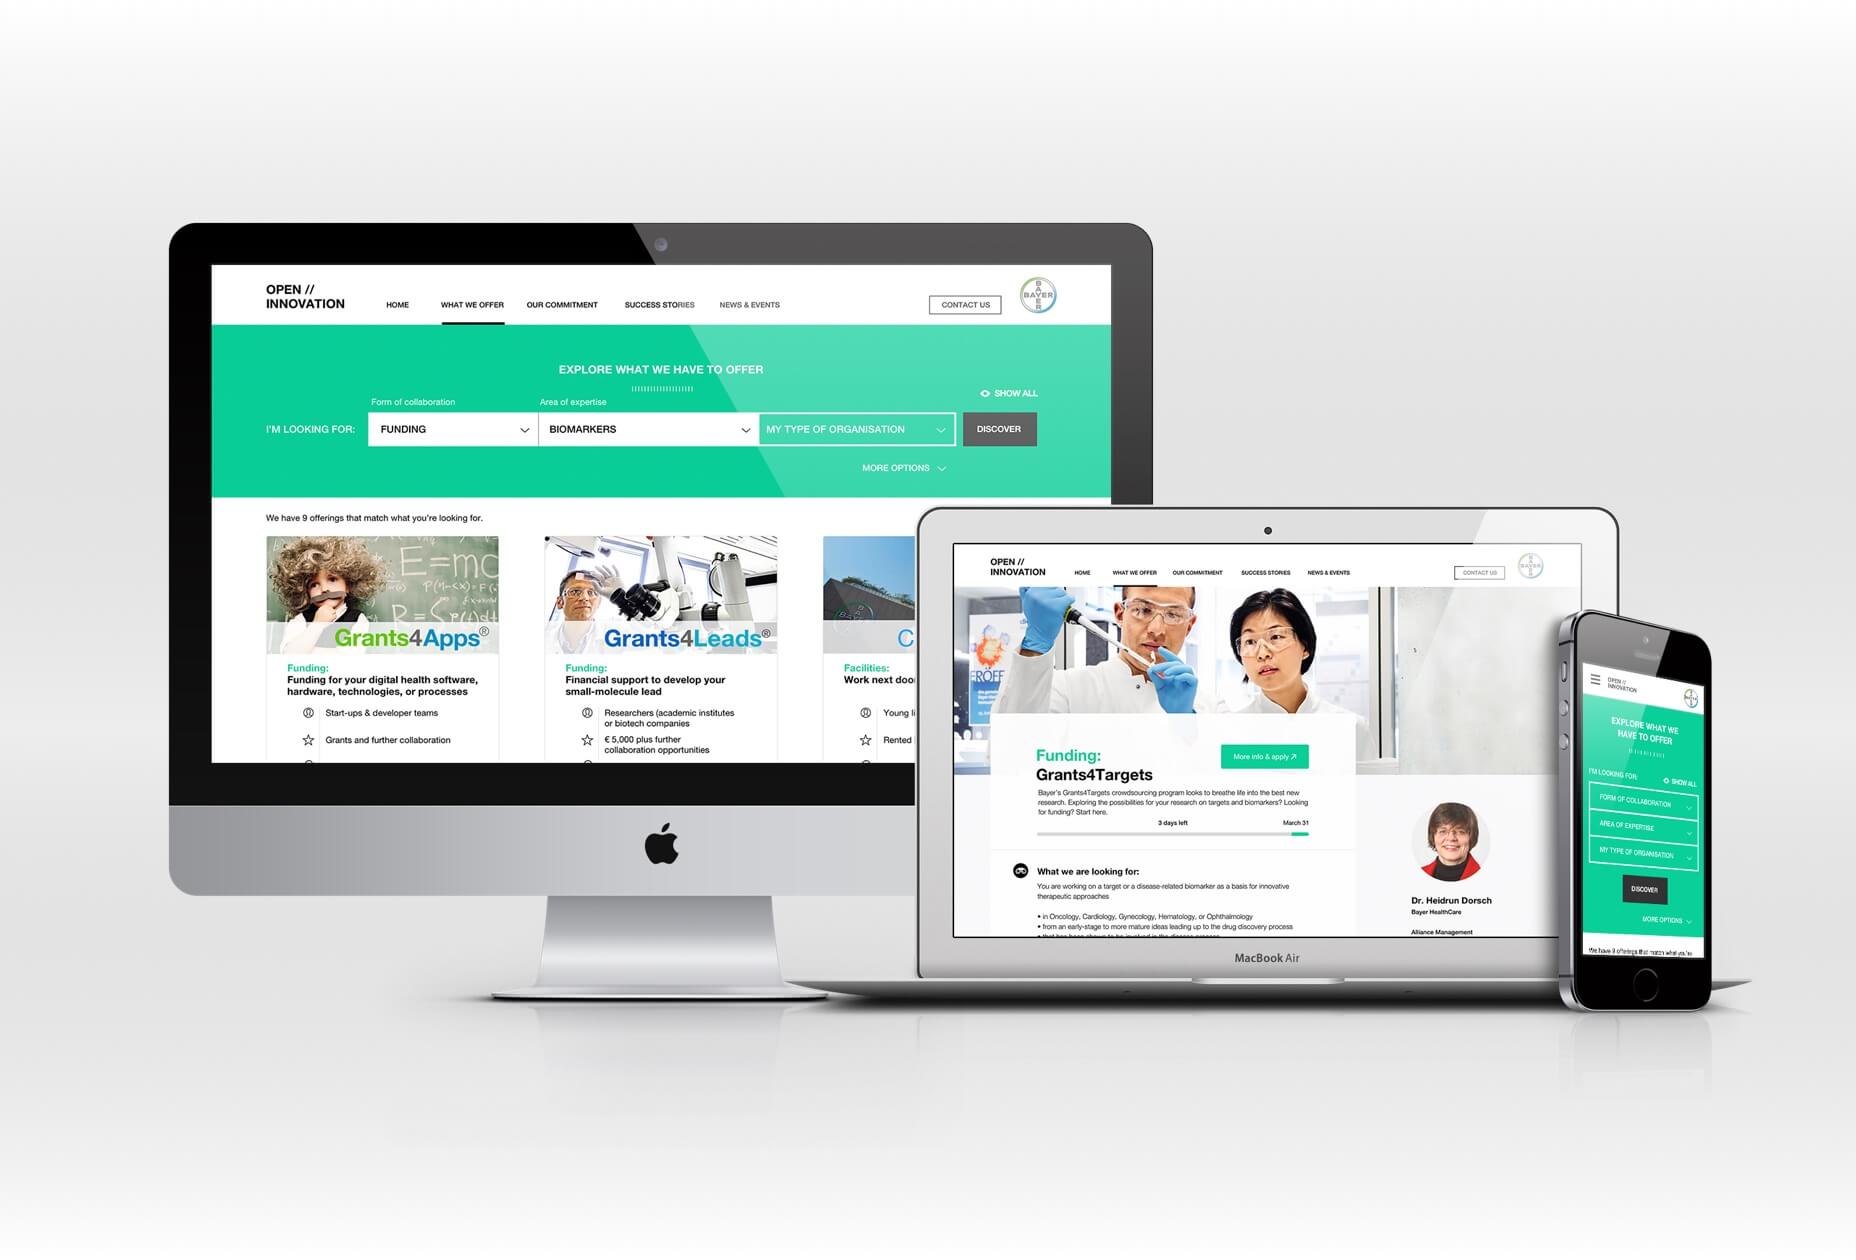 OPEN //
INNOVATION
HOME
WHAT WE OFFER
OUR COMMITMENT
SUCCESS STORIES
NEWS & EVENTS
CONTACT US
BAYER
BAYER
EXPLORE WHAT WE HAVE TO OFFER
SHOW ALL
Form of collaboration
Area of expertise
I'M LOOKING FOR:
FUNDING
BIOMARKERS
MY TYPE OF ORGANISATION
DISCOVER
MORE OPTIONS
We have 9 offerings that match what you're looking for.
E=mc
Grants4Apps®
Funding:
Funding for your digital health software,
hardware, technologies, or processes
Start-ups & developer teams
Grants and further collaboration
Grants4Leads®
Funding:
Financial support to develop your
small-molecule lead
Researchers (academic institutes
or biotech companies
€ 5,000 plus further
collaboration opportunities
C
Facilities:
Work next doo
Young li
Rented
OPEN //
INNOVATION
HOME
WHAT WE OFFER
OUR COMMITMENT
SUCCESS STORIES
NEWS & EVENTS
CONTACT US
BAYER
BAYER
Funding:
Grants4Targets
More info & apply
Bayer's Grants4Targets crowdsourcing program looks to breathe life into the best new
research. Exploring the possibilities for your research on targets and biomarkers? Looking
for funding? Start here.
3 days left
March 31
What we are looking for:
You are working on a target or a disease-related biomarker as a basis for innovative
therapeutic approaches
• in Oncology, Cardiology, Gynecology, Hematology, or Ophthalmology
• from an early-stage to more mature ideas leading up to the drug discovery process
Dr. Heidrun Dorsch
Bayer HealthCare
Alliance Management
MacBook Air
OPEN //
INNOVATION
EXPLORE WHAT WE
HAVE TO OFFER
I'M LOOKING FOR:
SHOW ALL
FORM OF COLLABORATION
AREA OF EXPERTISE
MY TYPE OF ORGANISATION
DISCOVER
MORE OPTIONS
We have 9 offerings that match what you're